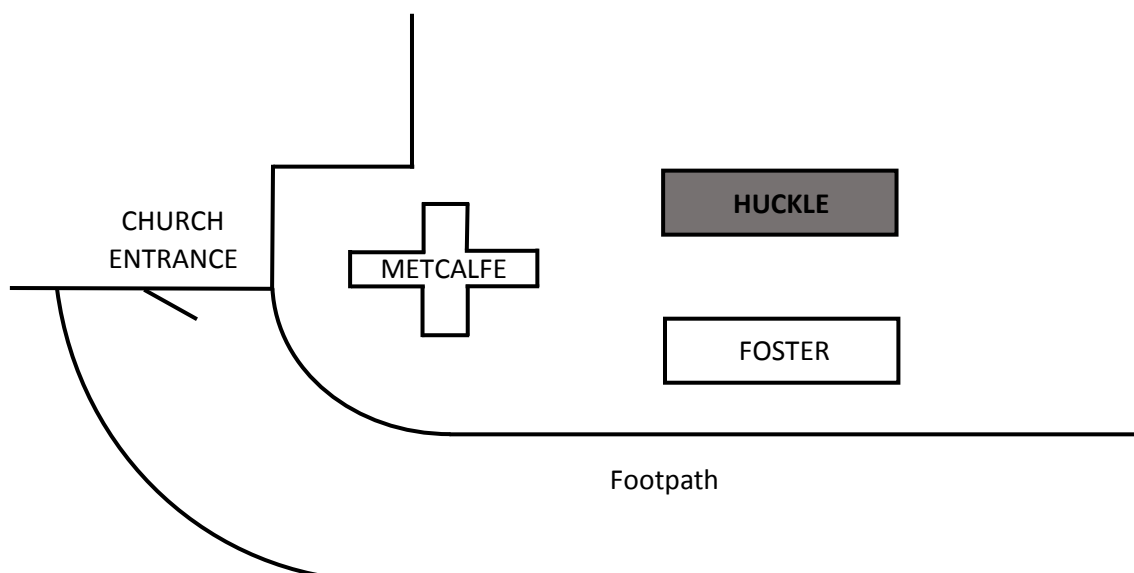 HUCKLE
CHURCH
ENTRANCE
METCALFE
FOSTER
Footpath